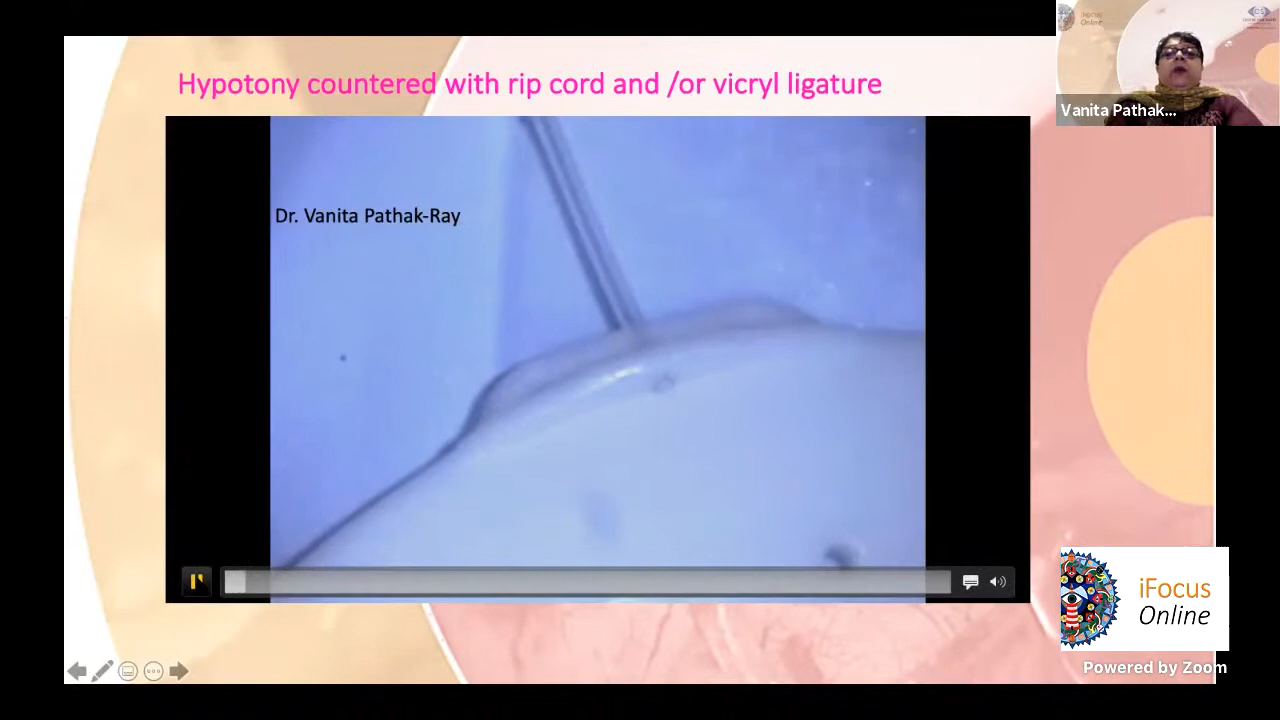 Hypotony countered with rip cord and /or vicryl ligature
Vanita Pathak...
Dr. Vanita Pathak-Ray
iFocus
Online
Powered by Zoom